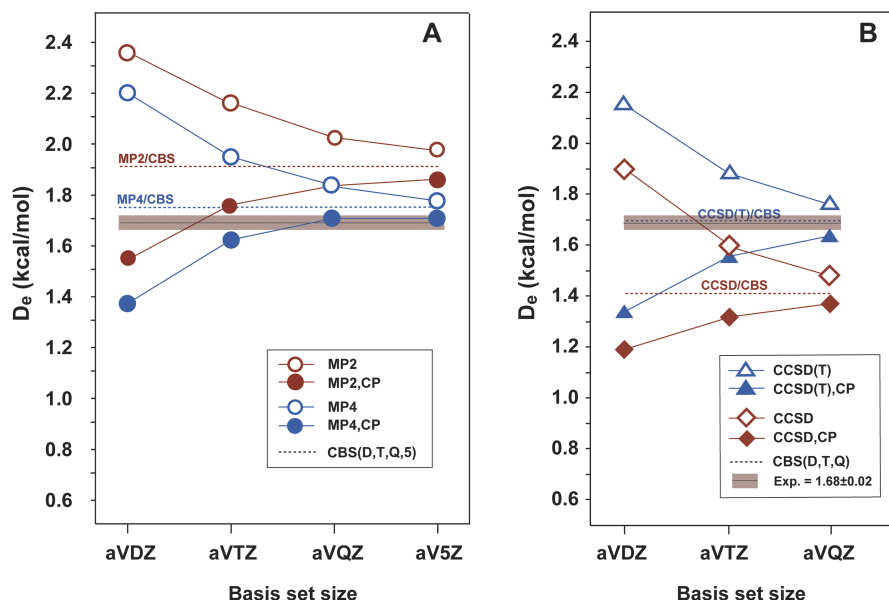 A
2.4
2.2
2.0
1.8
1.6
1.4
1.2
1.0
0.8
0.6
De (kcal/mol)
MP2/CBS
MP4/CBS
MP2
MP2,CP
MP4
MP4,CP
CBS(D,T,Q,5)
aVDZ aVTZ aVQZ aV5Z
Basis set size
B
2.4
2.2
2.0
1.8
1.6
1.4
1.2
1.0
0.8
0.6
De (kcal/mol)
CCSD(T)/CBS
CCSD/CBS
CCSD(T)
CCSD(T),CP
CCSD
CCSD,CP
CBS(D,T,Q)
Exp. = 1.68±0.02
aVDZ aVTZ aVQZ
Basis set size